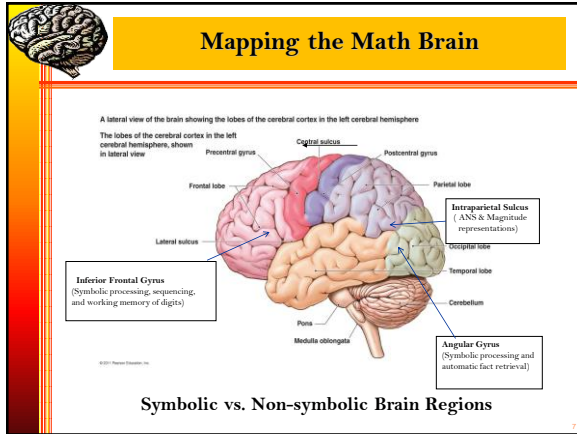 Mapping the Math Brain
A lateral view of the brain showing the lobes of the cerebral cortex in the left cerebral hemisphere
The lobes of the cerebral cortex in the left
cerebral hemisphere, shown
in lateral view
Central sulcus
Precentral gyrus
Postcentral gyrus
Frontal lobe
Parietal lobe
Intraparietal Sulcus
( ANS & Magnitude
representations)
Lateral sulcus
Occipital lobe
Temporal lobe
Inferior Frontal Gyrus
(Symbolic processing, sequencing,
and working memory of digits)
Cerebellum
Pons
Medulla oblongata
Angular Gyrus
(Symbolic processing and
automatic fact retrieval)
©2011 Pearson Education, Inc.
Symbolic vs. Non-symbolic Brain Regions
7